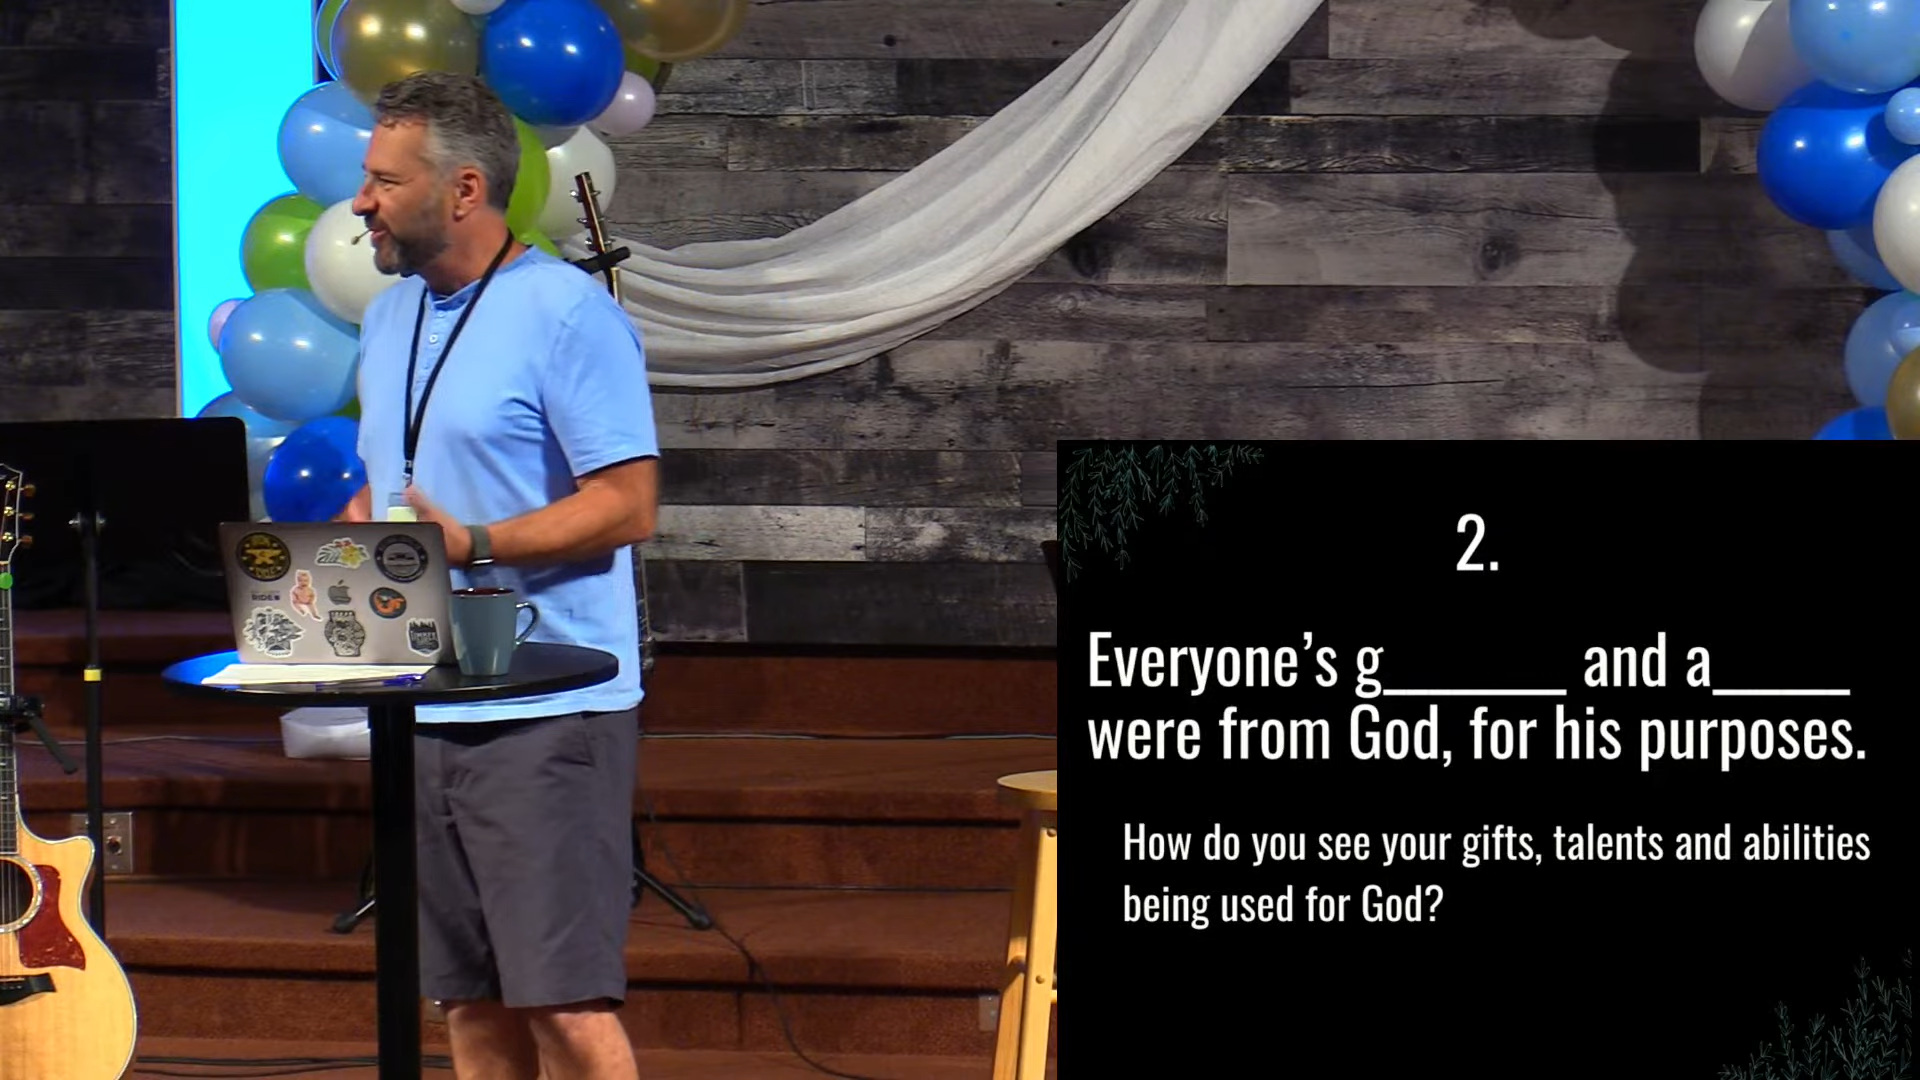 RIDE
2.
Everyone's g______ and a_____
were from God, for his purposes.
How do you see your gifts, talents and abilities
being used for God?